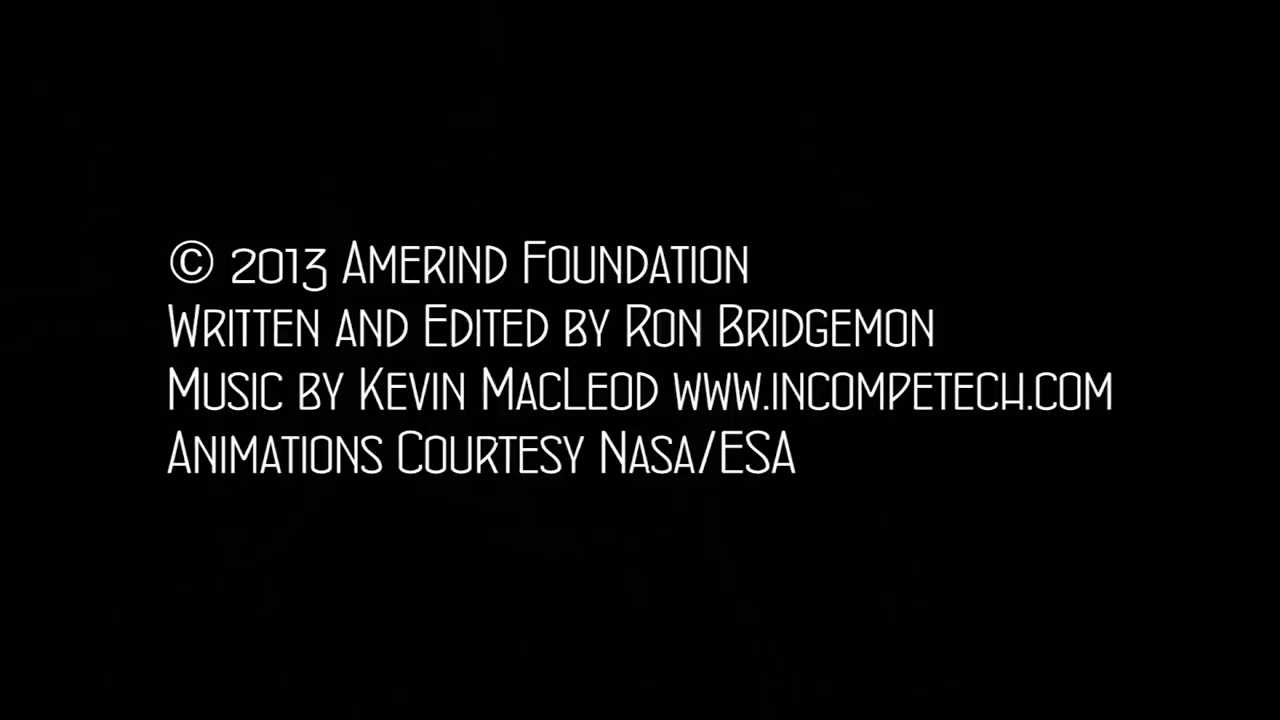 © 2013 Amerind Foundation
Written and Edited by Ron Bridgemon
Music by Kevin MacLeod www.incompetech.com
Animations Courtesy Nasa/ESA